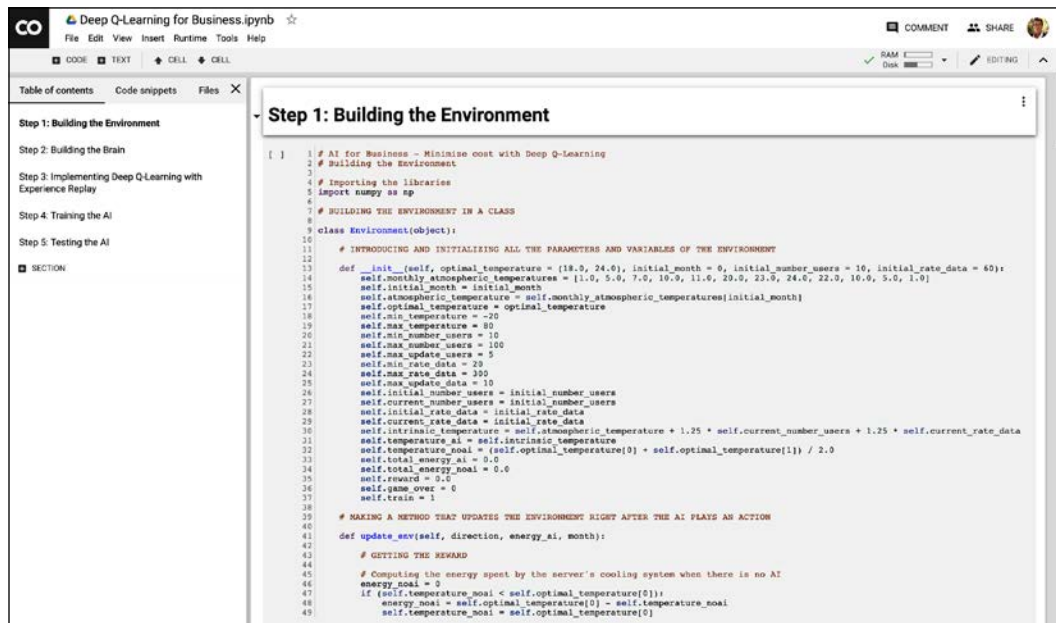 CO
Deep Q-Learning for Business.ipynb
File Edit View Insert Runtime Tools Help
COMMENT SHARE
CODE TEXT CELL CELL
RAM
Disk
EDITING
Table of contents Code snippets Files X
Step 1: Building the Environment
Step 2: Building the Brain
Step 3: Implementing Deep Q-Learning with
Experience Replay
Step 4: Training the AI
Step 5: Testing the AI
SECTION
Step 1: Building the Environment
[ ]
1 # AI for Business - Minimize cost with Deep Q-Learning
2 # Building the Environment
3
4 # Importing the libraries
5 import numpy as np
6
7 # BUILDING THE ENVIRONMENT IN A CLASS
8
9 class Environment(object):
10
11 # INTRODUCING AND INITIALIZING ALL THE PARAMETERS AND VARIABLES OF THE ENVIRONMENT
12
13 def __init__(self, optimal_temperature = (18.0, 24.0), initial_month = 0, initial_number_users = 10, initial_rate_data = 60):
14 self.monthly_atmospheric_temperatures = [1.0, 5.0, 7.0, 10.0, 11.0, 20.0, 23.0, 24.0, 22.0, 10.0, 5.0, 1.0]
15 self.initial_month = initial_month
16 self.atmospheric_temperature = self.monthly_atmospheric_temperatures[initial_month]
17 self.optimal_temperature = optimal_temperature
18 self.min_temperature = -20
19 self.max_temperature = 80
20 self.min_number_users = 10
21 self.max_number_users = 100
22 self.max_update_users = 5
23 self.min_rate_data = 20
24 self.max_rate_data = 300
25 self.max_update_data = 10
26 self.initial_number_users = initial_number_users
27 self.current_number_users = initial_number_users
28 self.initial_rate_data = initial_rate_data
29 self.current_rate_data = initial_rate_data
30 self.intrinsic_temperature = self.atmospheric_temperature + 1.25 * self.current_number_users + 1.25 * self.current_rate_data
31 self.temperature_ai = self.intrinsic_temperature
32 self.temperature_noai = (self.optimal_temperature[0] + self.optimal_temperature[1]) / 2.0
33 self.total_energy_ai = 0.0
34 self.total_energy_noai = 0.0
35 self.reward = 0.0
36 self.game_over = 0
37 self.train = 1
38
39 # MAKING A METHOD THAT UPDATES THE ENVIRONMENT RIGHT AFTER THE AI PLAYS AN ACTION
40
41 def update_env(self, direction, energy_ai, month):
42
43 # GETTING THE REWARD
44
45 # Computing the energy spent by the server's cooling system when there is no AI
46 energy_noai = 0
47 if (self.temperature_noai < self.optimal_temperature[0]):
48 energy_noai = self.optimal_temperature[0] - self.temperature_noai
49 self.temperature_noai = self.optimal_temperature[0]